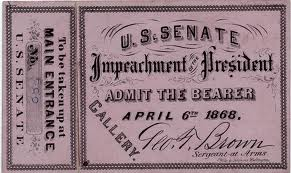 To be taken up at
MAIN ENTRANCE
U.S. SENATE
No.
U.S. SENATE
Impeachment of the President
ADMIT THE BEARER
APRIL 6TH 1868.
GALLERY.
Geo. T. Brown
Sergeant at Arms